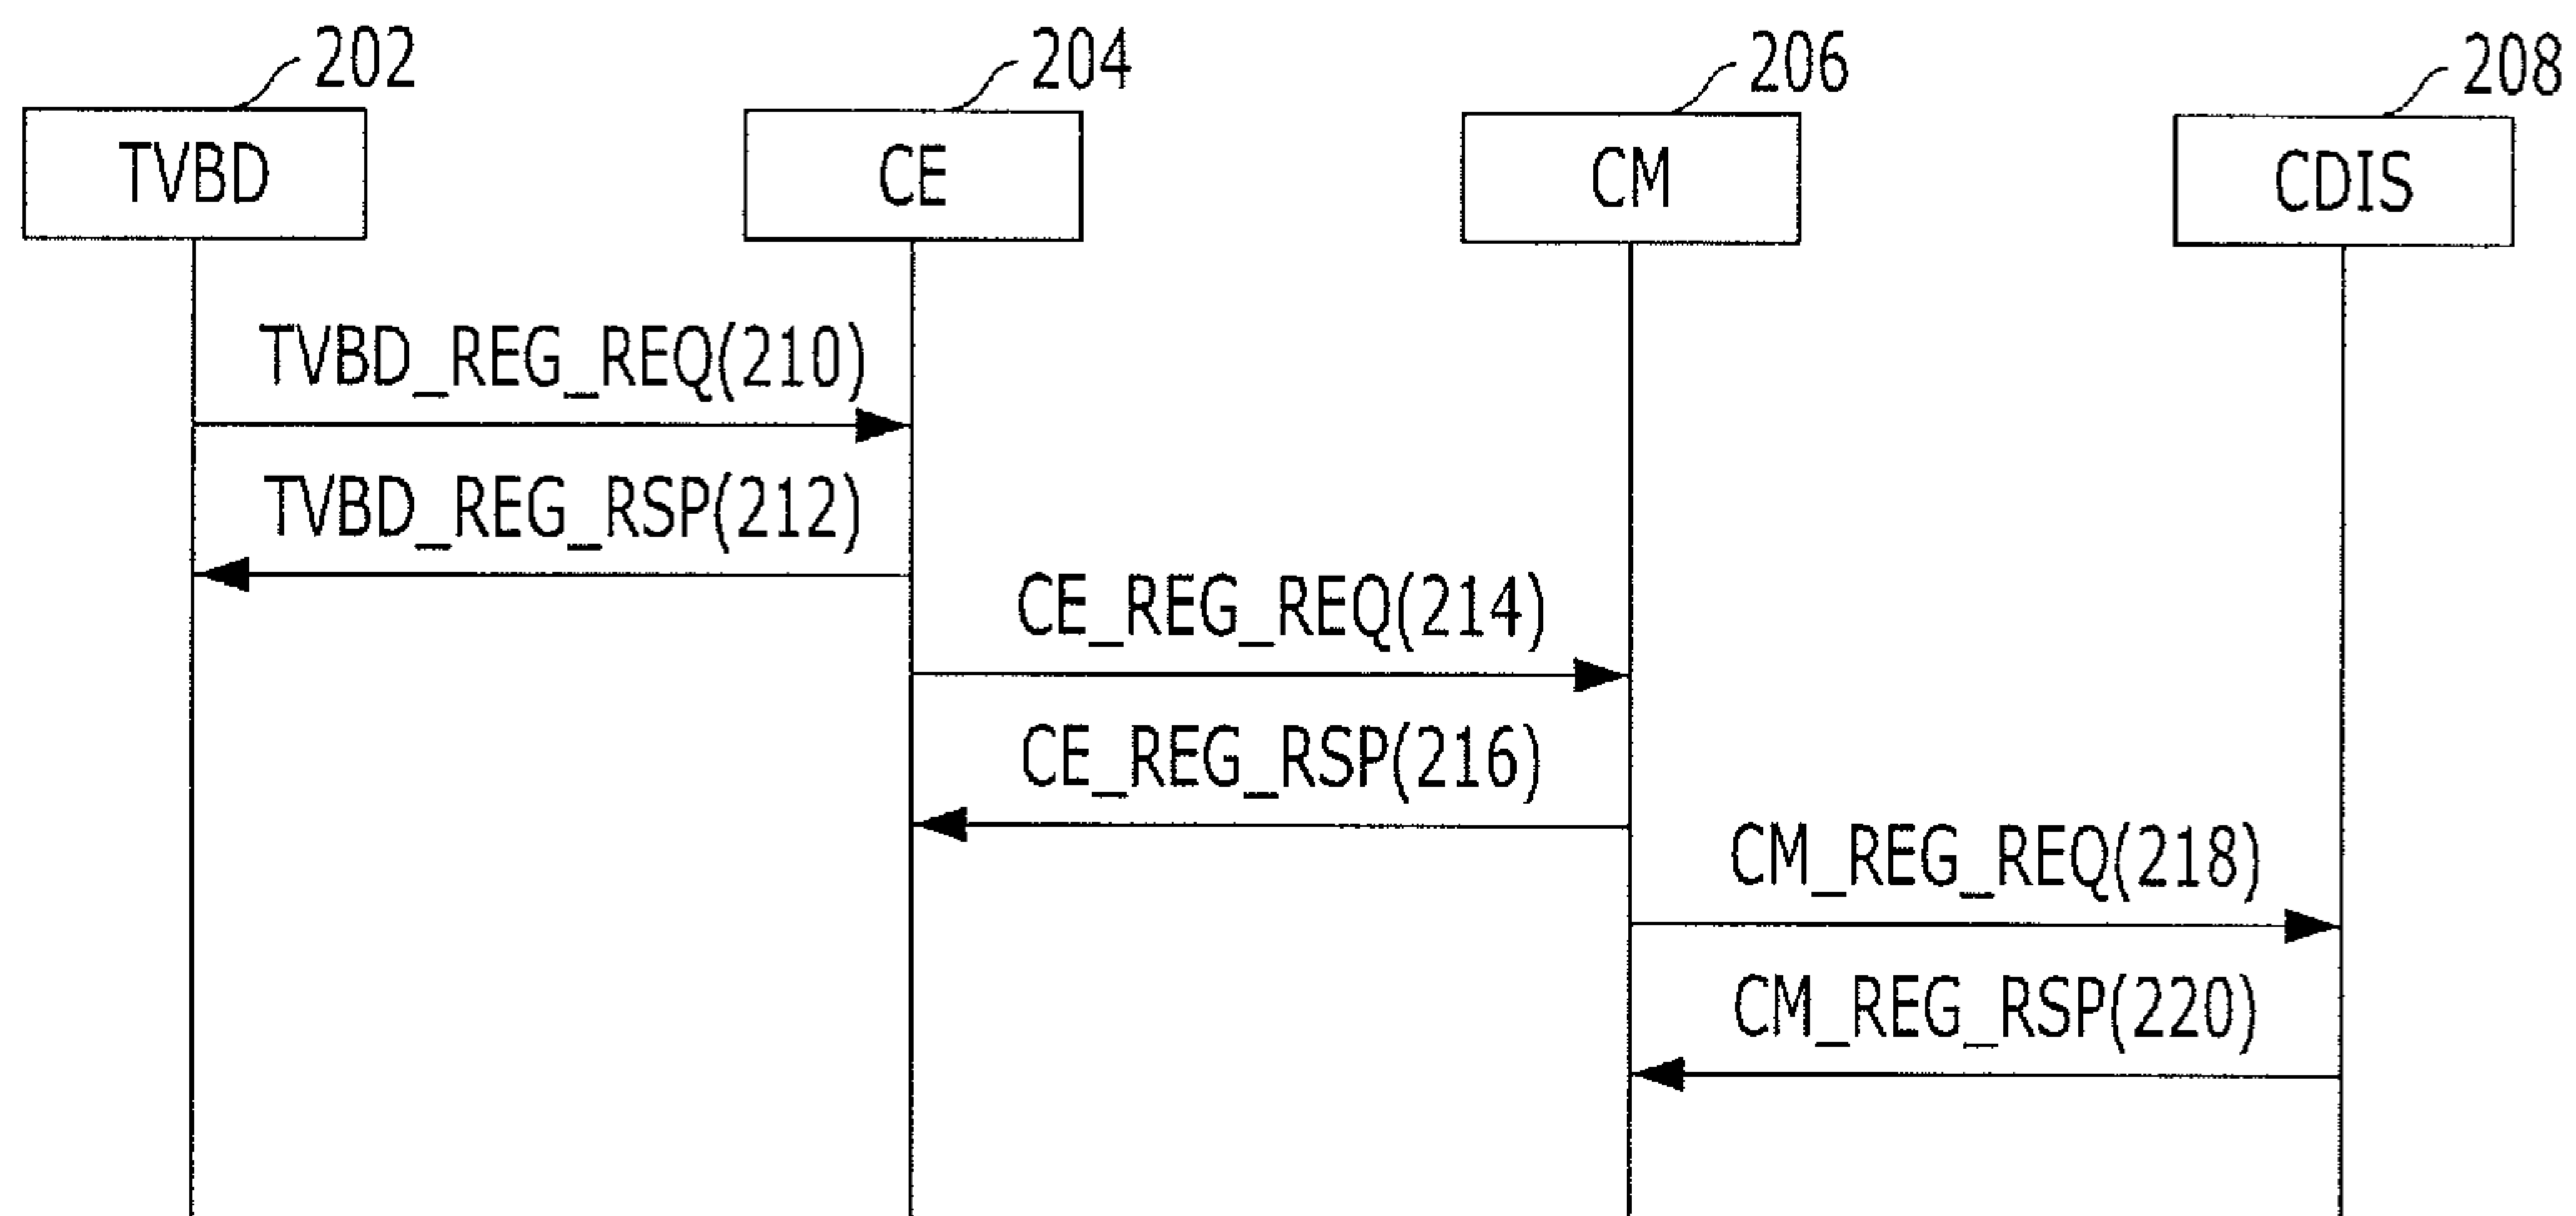 202
204
206
208
TVBD
CE
CM
CDIS
TVBD_REG_REQ(210)
TVBD_REG_RSP(212)
CE_REG_REQ(214)
CE_REG_RSP(216)
CM_REG_REQ(218)
CM_REG_RSP(220)